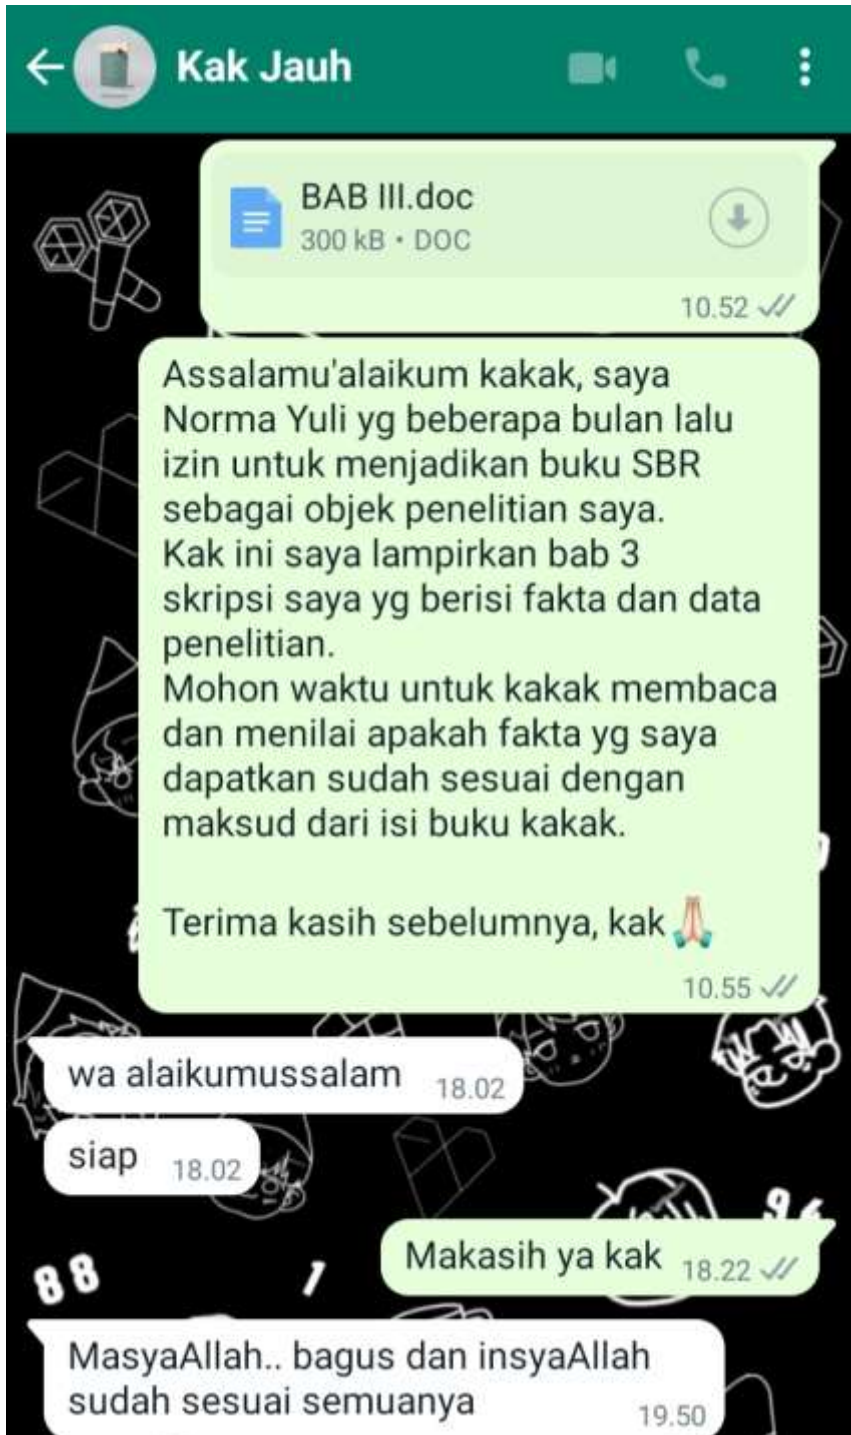 Kak Jauh
BAB III.doc
300 kB • DOC
10.52
Assalamu'alaikum kakak, saya
Norma Yuli yg beberapa bulan lalu
izin untuk menjadikan buku SBR
sebagai objek penelitian saya.
Kak ini saya lampirkan bab 3
skripsi saya yg berisi fakta dan data
penelitian.
Mohon waktu untuk kakak membaca
dan menilai apakah fakta yg saya
dapatkan sudah sesuai dengan
maksud dari isi buku kakak.
Terima kasih sebelumnya, kak🙏🏻
10.55
wa alaikumussalam 18.02
siap 18.02
Makasih ya kak 18.22
88 1
MasyaAllah.. bagus dan insyaAllah
sudah sesuai semuanya 19.50